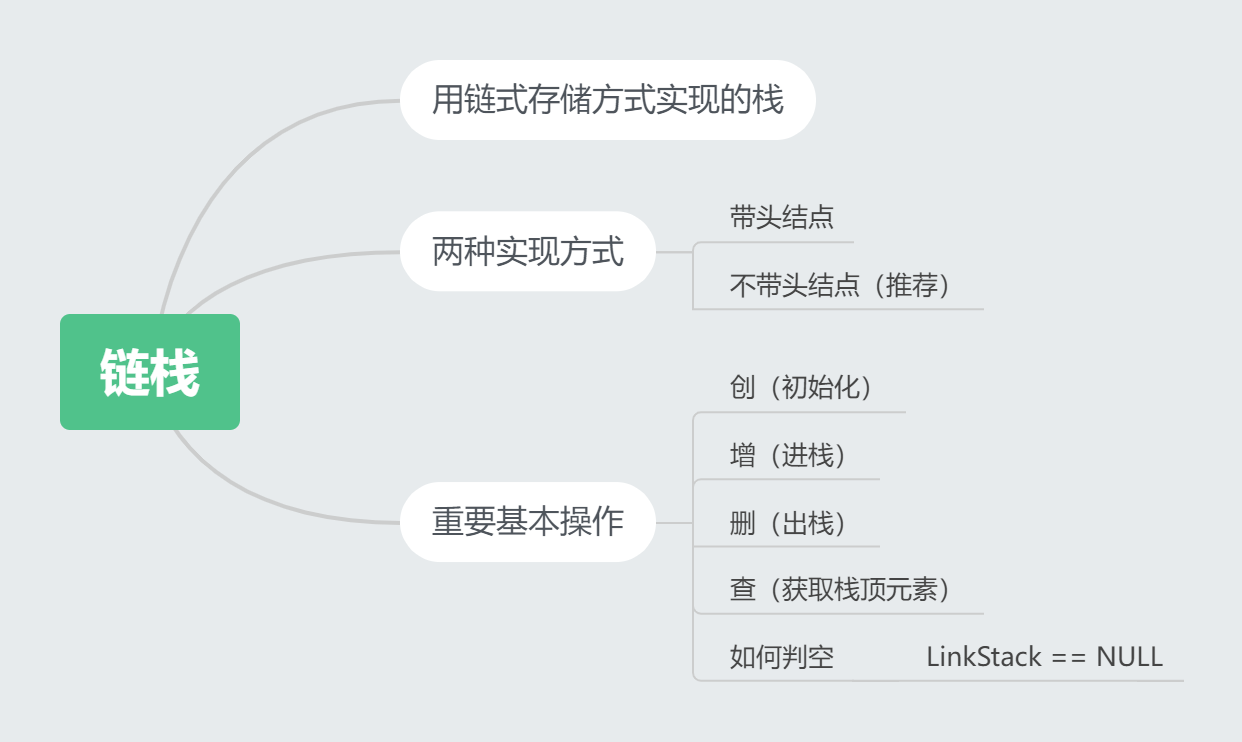 用链式存储方式实现的栈
带头结点
两种实现方式
不带头结点（推荐）
链栈
创（初始化）
增（进栈）
重要基本操作
删（出栈）
查（获取栈顶元素）
如何判空
LinkStack == NULL